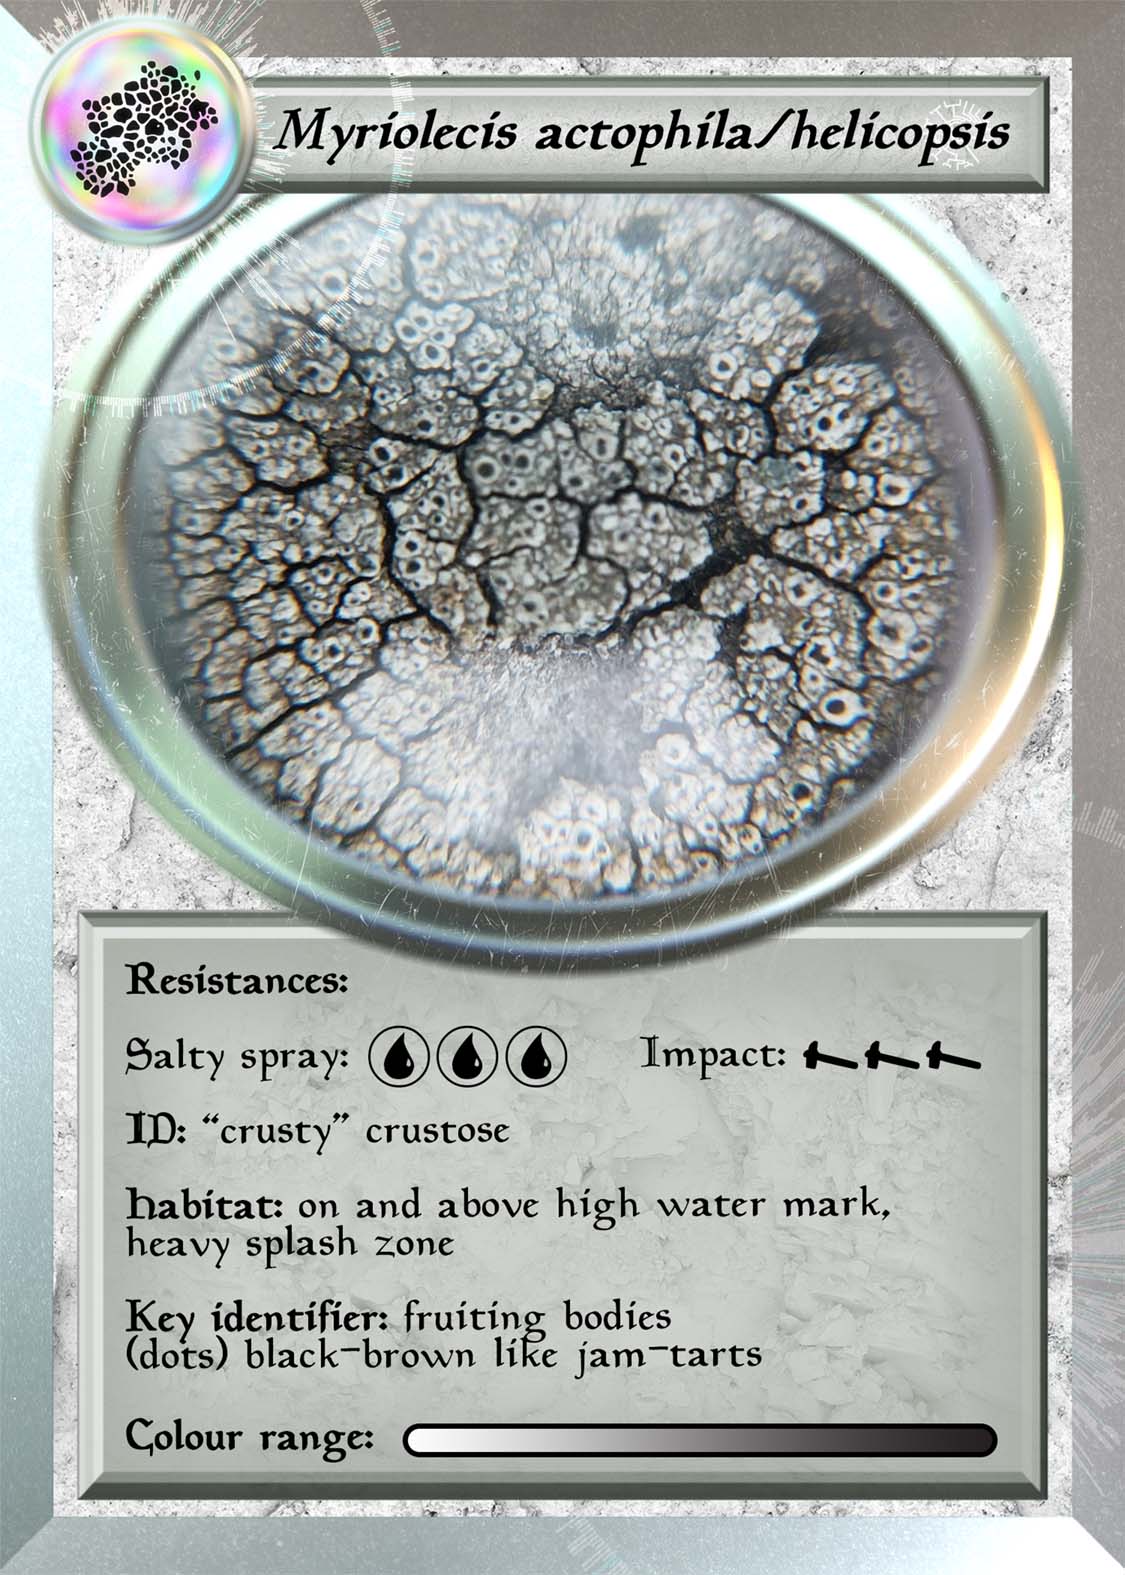 Myriolecis actophila/helicopsis
Resistances:
Salty spray: Impact:
ID: “crusty” crustose
Habitat: on and above high water mark,
heavy splash zone
Key identifier: fruiting bodies
(dots) black-brown like jam-tarts
Colour range: